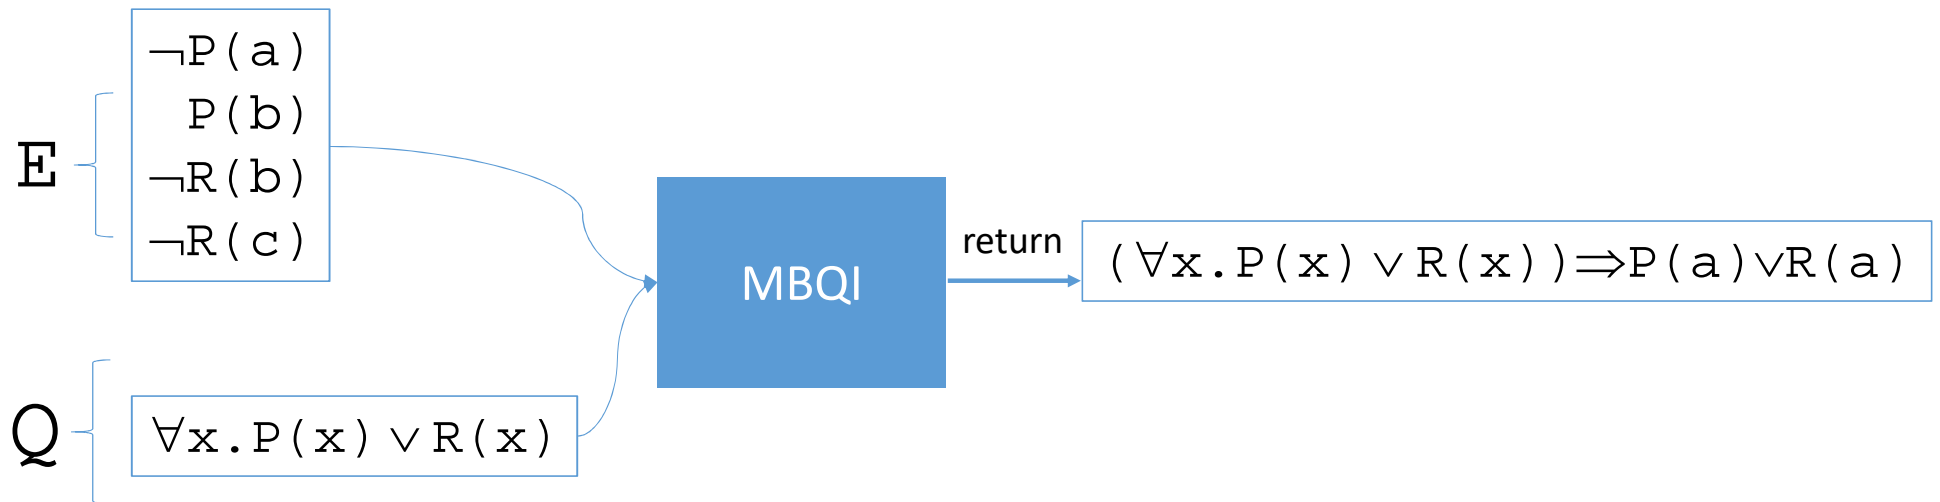 ¬P(a)
P(b)
¬R(b)
¬R(c)
E
Q
∀x.P(x)∨R(x)
MBQI
return
(∀x.P(x)∨R(x))⇒P(a)∨R(a)